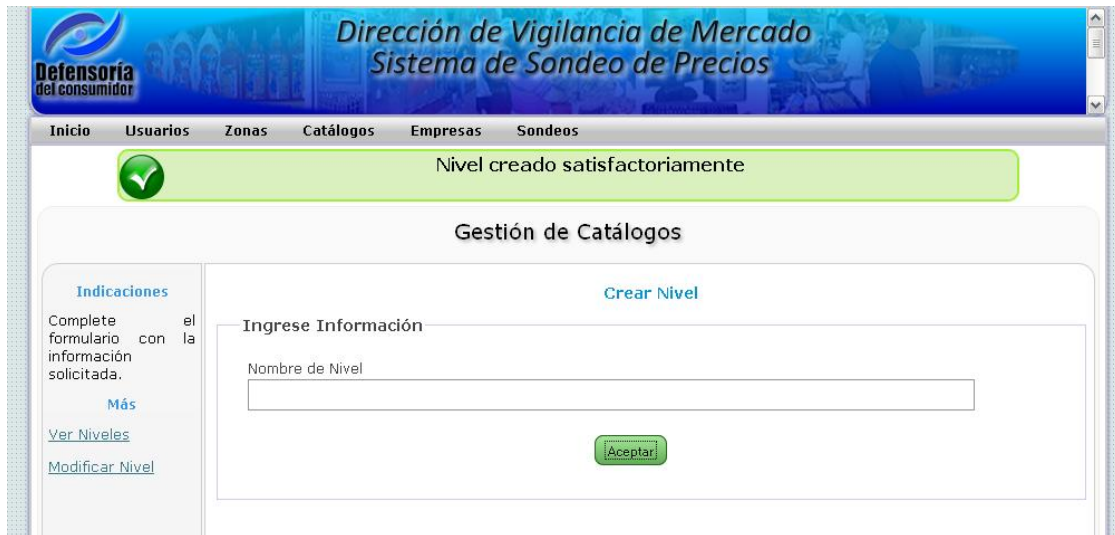 Dirección de Vigilancia de Mercado
Sistema de Sondeo de Precios
Defensoría
del consumidor
Inicio Usuarios Zonas Catálogos Empresas Sondeos
Nivel creado satisfactoriamente
Gestión de Catálogos
Indicaciones
Complete el
formulario con la
información
solicitada.
Más
Ver Niveles
Modificar Nivel
Crear Nivel
Ingrese Información
Nombre de Nivel
Aceptar